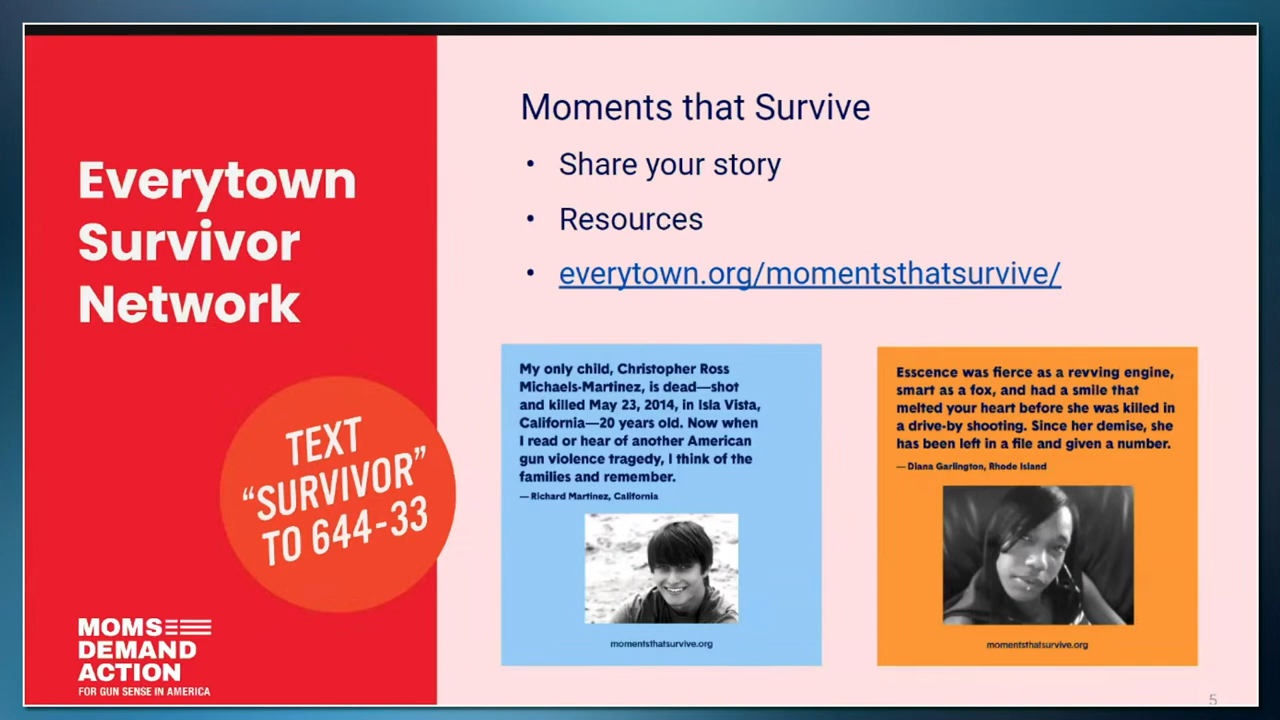 Everytown
Survivor
Network
TEXT
“SURVIVOR”
TO 644-33
MOMS
DEMAND
ACTION
FOR GUN SENSE IN AMERICA
Moments that Survive
• Share your story
• Resources
• everytown.org/momentsthatsurvive/
My only child, Christopher Ross
Michaels-Martinez, is dead—shot
and killed May 23, 2014, in Isla Vista,
California—20 years old. Now when
I read or hear of another American
gun violence tragedy, I think of the
families and remember.
— Richard Martinez, California
momentsthatsurvive.org
Esscence was fierce as a revving engine,
smart as a fox, and had a smile that
melted your heart before she was killed in
a drive-by shooting. Since her demise, she
has been left in a file and given a number.
— Diana Garlington, Rhode Island
momentsthatsurvive.org
5